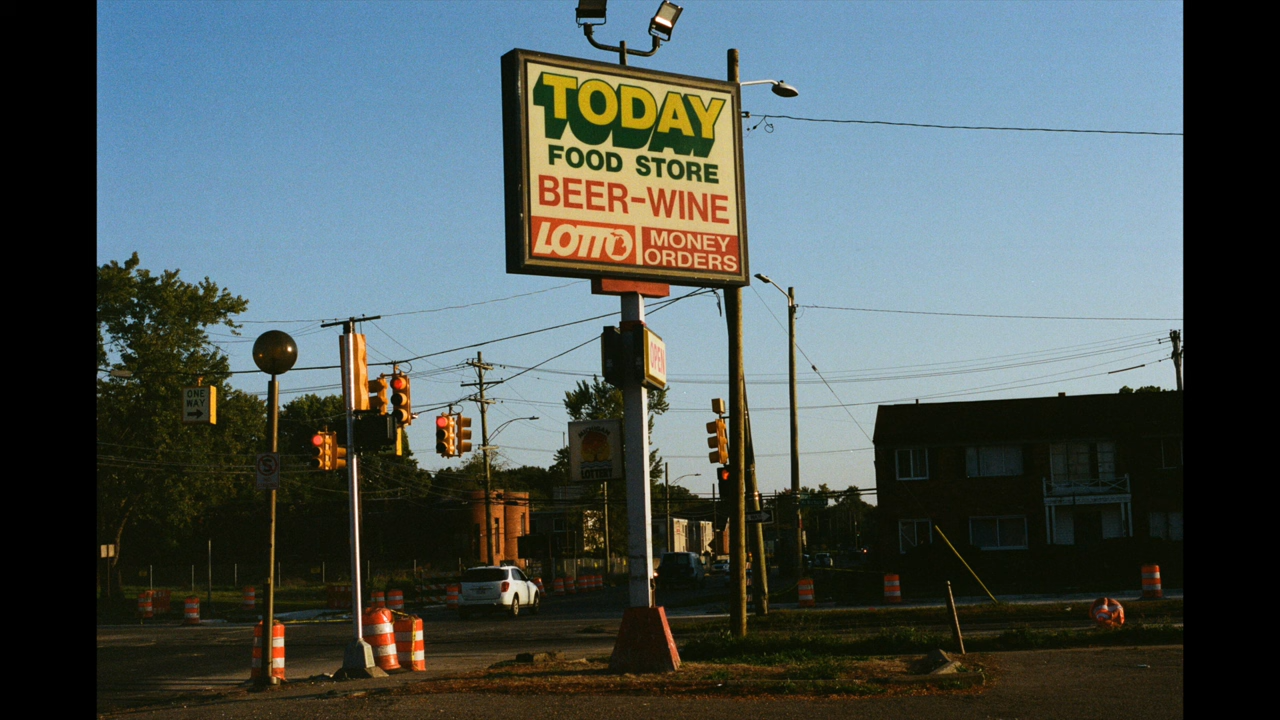 TODAY
FOOD STORE
BEER-WINE
LOTTO
MONEY
ORDERS
OPEN
ONE
WAY